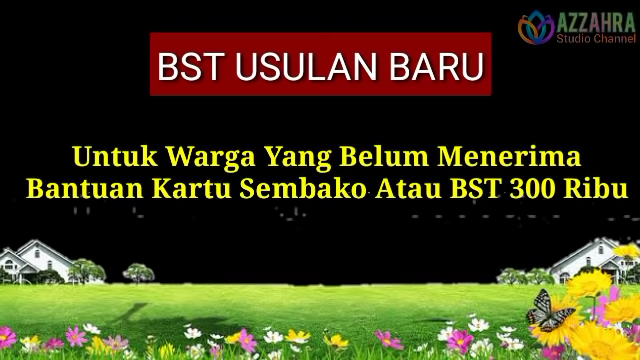 AZZAHRA
Studio Channel
BST USULAN BARU
Untuk Warga Yang Belum Menerima
Bantuan Kartu Sembako Atau BST 300 Ribu